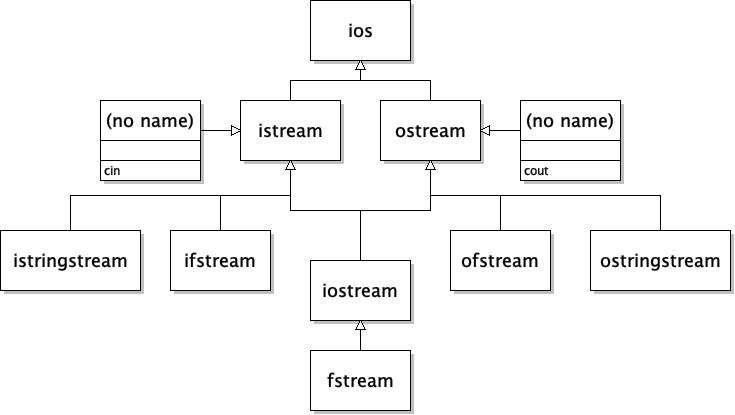 ios
(no name)
istream
ostream
(no name)
cin
cout
istringstream
ifstream
iostream
ofstream
ostringstream
fstream